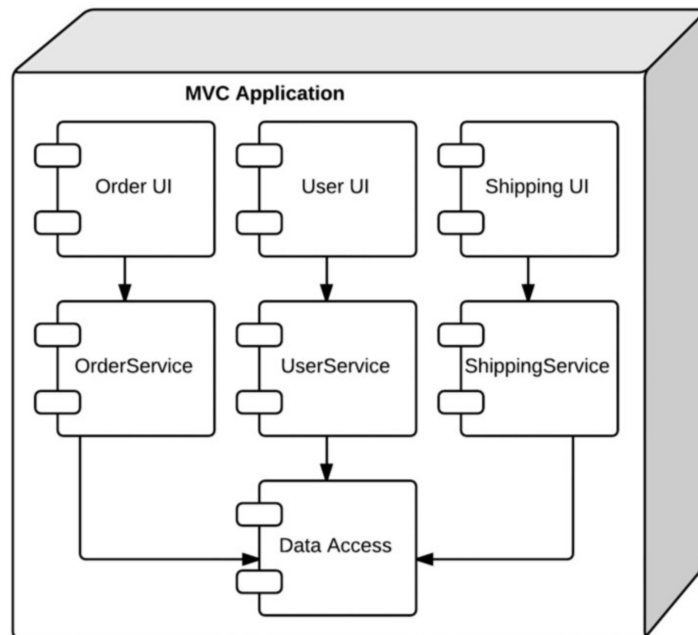 MVC Application
Order UI
User UI
Shipping UI
OrderService
UserService
ShippingService
Data Access